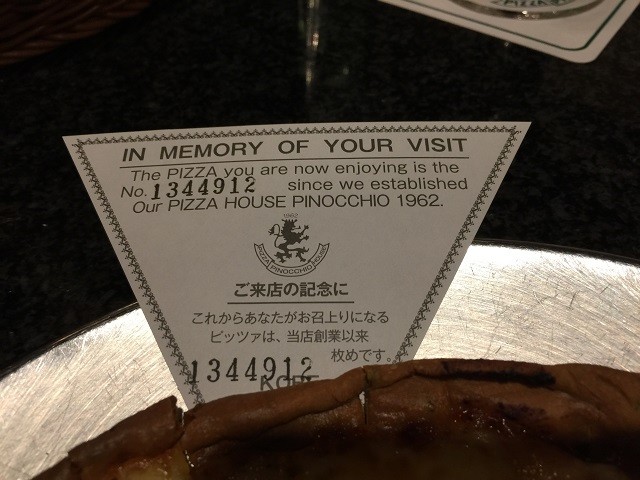 IN MEMORY OF YOUR VISIT
The PIZZA you are now enjoying is the
No. 1344912 since we established
Our PIZZA HOUSE PINOCCHIO 1962.
1962
PIZZA PINOCCHIO HOUSE
ご来店の記念に
これからあなたがお召上りになる
ピッツァは、当店創業以来
1344912 枚めです。